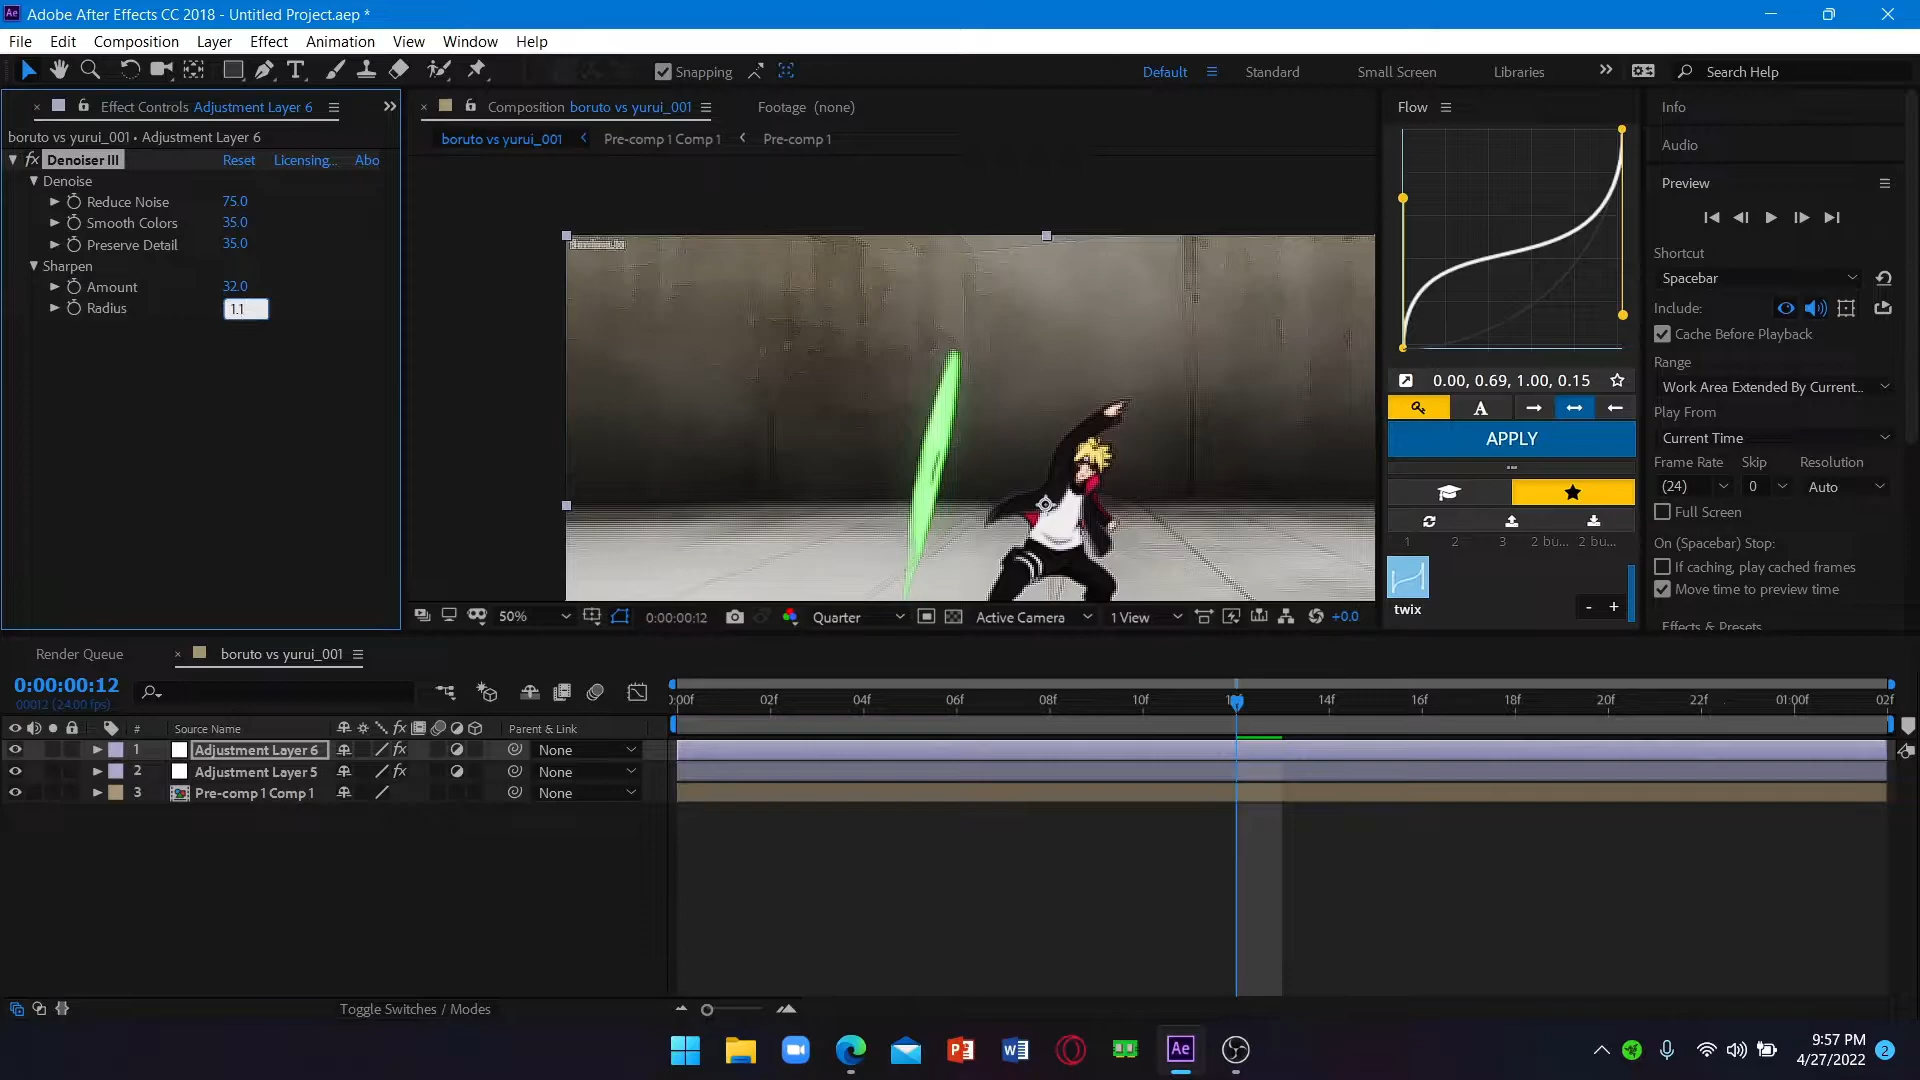 Adobe After Effects CC 2018 - Untitled Project.aep *
File Edit Composition Layer Effect Animation View Window Help
Snapping
Default Standard Small Screen Libraries Search Help
Effect Controls Adjustment Layer 6
Composition boruto vs yurui_001
Footage (none)
Flow
Info
boruto vs yurui_001 • Adjustment Layer 6
boruto vs yurui_001 Pre-comp 1 Comp 1 Pre-comp 1
Audio
Denoiser III Reset Licensing... Abo
Denoise
Reduce Noise 75.0
Smooth Colors 35.0
Preserve Detail 35.0
Sharpen
Amount 32.0
Radius 1.1
Preview
Shortcut
Spacebar
Include:
Cache Before Playback
Range
Work Area Extended By Current...
Play From
Current Time
Frame Rate Skip Resolution
(24) 0 Auto
Full Screen
On (Spacebar) Stop:
If caching, play cached frames
Move time to preview time
Effects & Presets
0.00, 0.69, 1.00, 0.15
A
APPLY
1 2 3 2 bu... 2 bu...
twix
- +
50% 0:00:00:12 Quarter Active Camera 1 View +0.0
Render Queue boruto vs yurui_001
0:00:00:12
00012 (24.00 fps)
):00f 02f 04f 06f 08f 10f 12f 14f 16f 18f 20f 22f 01:00f 02f
# Source Name Parent & Link
1 Adjustment Layer 6 None
2 Adjustment Layer 5 None
3 Pre-comp 1 Comp 1 None
Toggle Switches / Modes
9:57 PM
4/27/2022
2